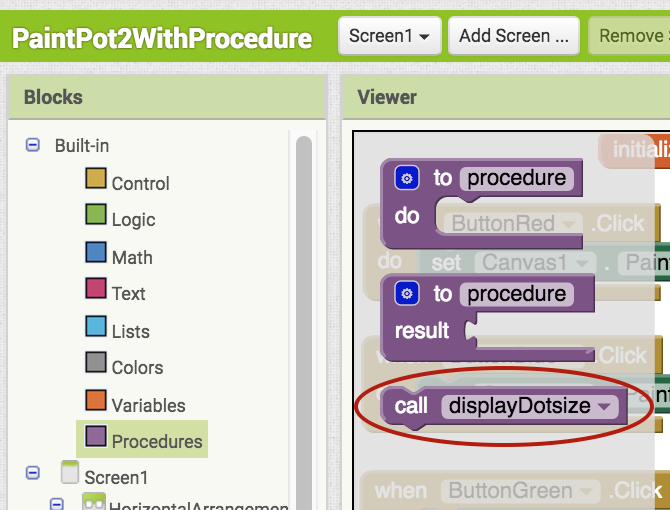 PaintPot2WithProcedure
Screen1
Add Screen ...
Remove
Blocks
Viewer
Built-in
Control
Logic
Math
Text
Lists
Colors
Variables
Procedures
Screen1
HorizontalArrangemen
initializ
to procedure
do
ButtonRed .Click
do set Canvas1 . Pain
to procedure
result
.Click
call displayDotsize
when ButtonGreen .Click